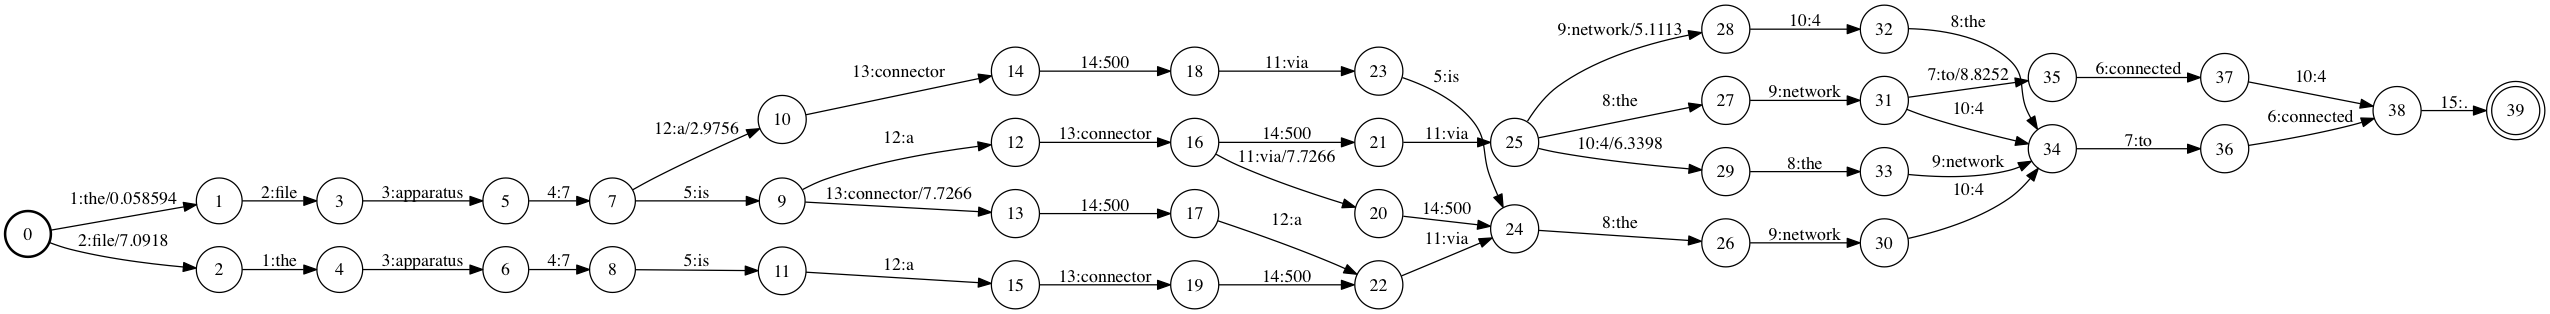 0
1:the/0.058594
2:file/7.0918
1
2
2:file
1:the
3
4
3:apparatus
3:apparatus
5
6
4:7
4:7
7
8
12:a/2.9756
5:is
5:is
10
9
11
13:connector
12:a
13:connector/7.7266
12:a
14
12
13
15
14:500
13:connector
14:500
13:connector
18
16
17
19
11:via
14:500
11:via/7.7266
12:a
14:500
23
21
20
22
5:is
11:via
14:500
11:via
25
24
9:network/5.1113
8:the
10:4/6.3398
8:the
28
27
29
26
10:4
9:network
8:the
9:network
32
31
33
30
8:the
7:to/8.8252
10:4
9:network
10:4
35
34
6:connected
7:to
37
36
10:4
6:connected
38
15:.
39